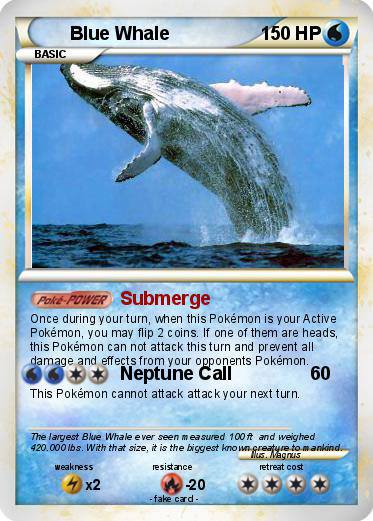 Blue Whale 150 HP
BASIC
Poké-POWER Submerge
Once during your turn, when this Pokémon is your Active
Pokémon, you may flip 2 coins. If one of them are heads,
this Pokémon can not attack this turn and prevent all
damage and effects from your opponents Pokémon.
Neptune Call 60
This Pokémon cannot attack attack your next turn.
The largest Blue Whale ever seen measured 100ft and weighed
420.000lbs. With that size, it is the biggest known creature to mankind.
Illus. Magnus
weakness resistance retreat cost
x2 -20
- fake card -